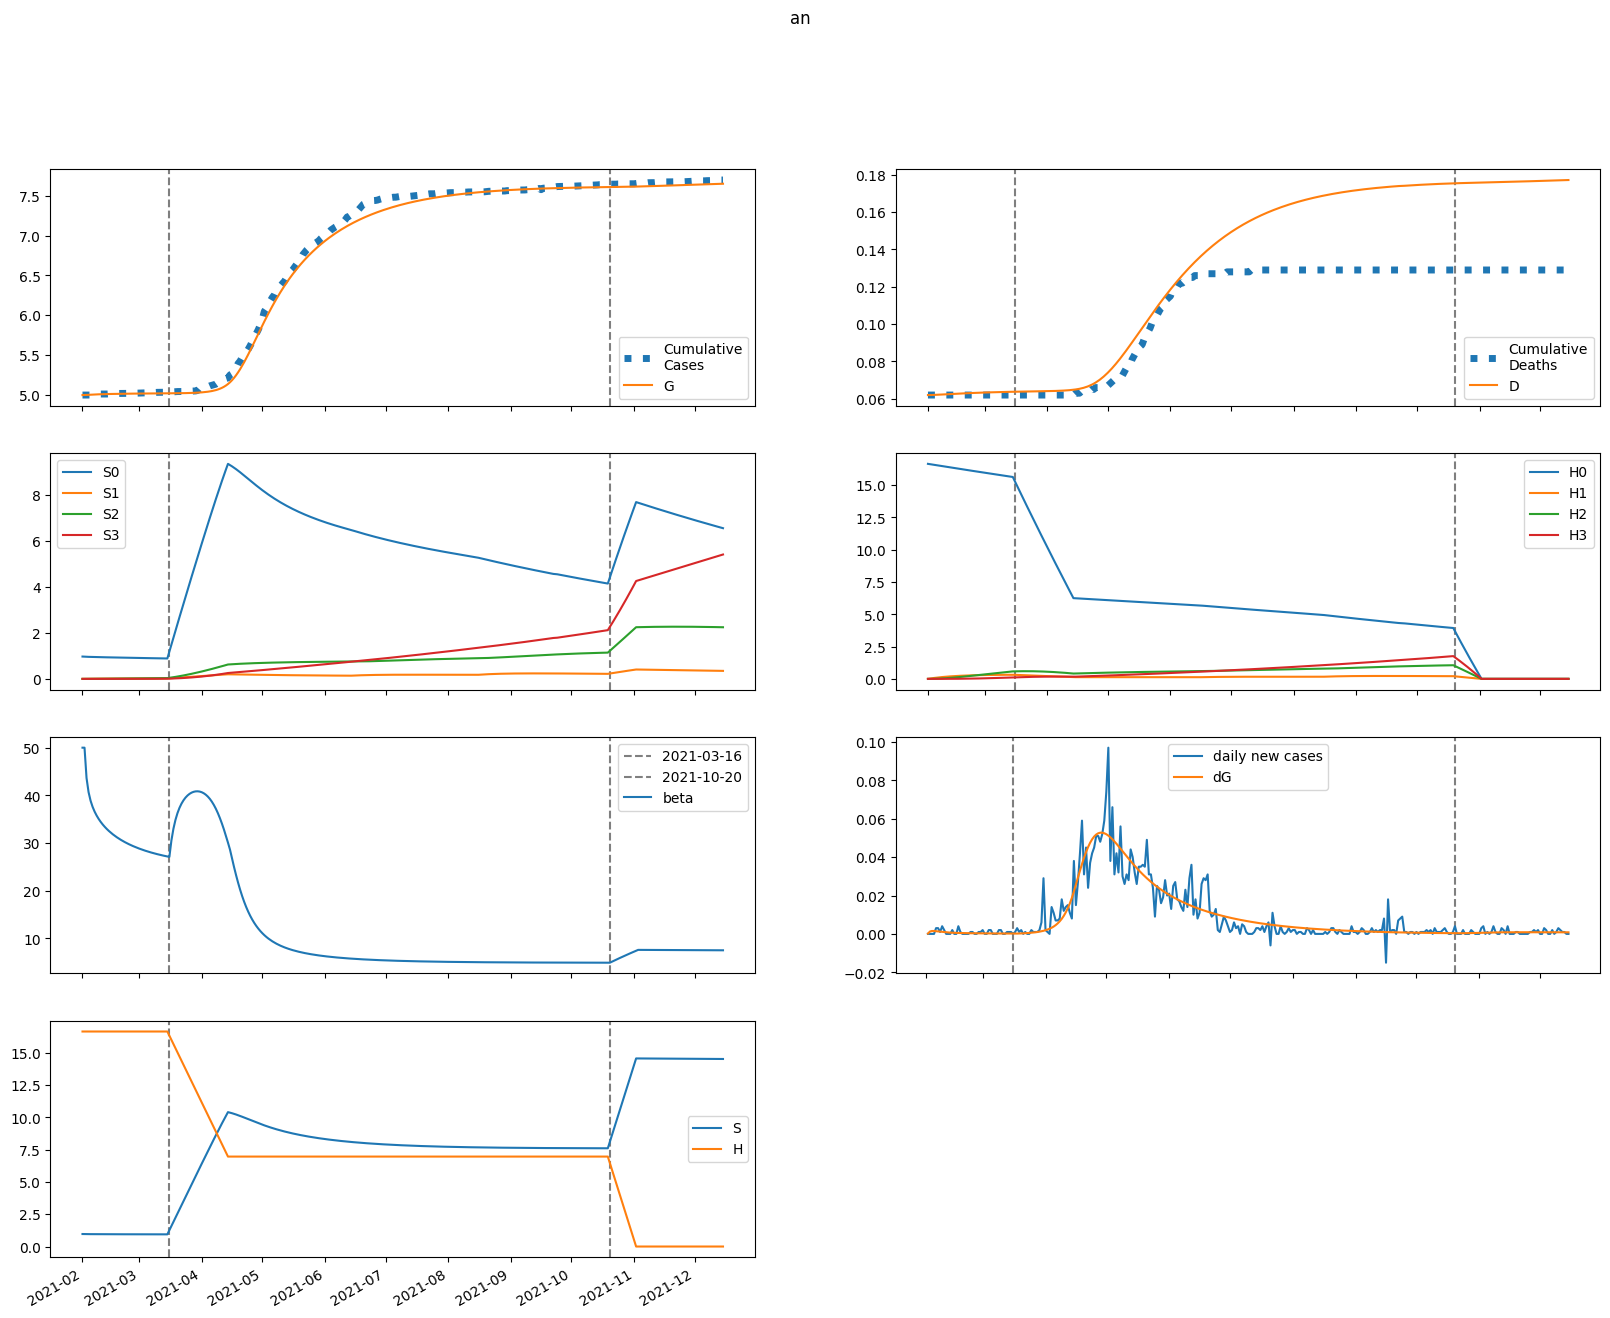 an
7.5
7.0
6.5
6.0
5.5
5.0
Cumulative
Cases
G
0.18
0.16
0.14
0.12
0.10
0.08
0.06
Cumulative
Deaths
D
8
6
4
2
0
S0
S1
S2
S3
15.0
12.5
10.0
7.5
5.0
2.5
0.0
H0
H1
H2
H3
50
40
30
20
10
2021-03-16
2021-10-20
beta
0.10
0.08
0.06
0.04
0.02
0.00
−0.02
daily new cases
dG
15.0
12.5
10.0
7.5
5.0
2.5
0.0
S
H
2021-02
2021-03
2021-04
2021-05
2021-06
2021-07
2021-08
2021-09
2021-10
2021-11
2021-12